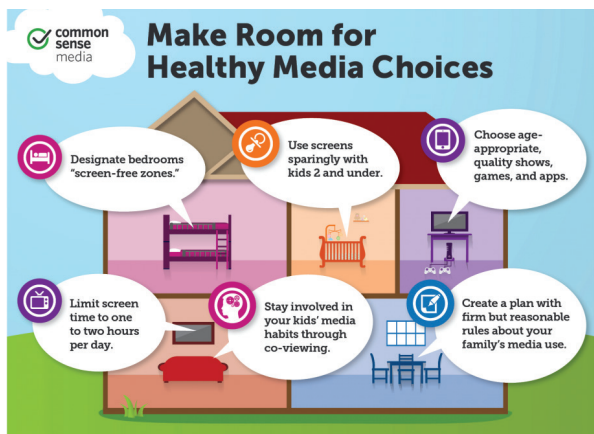 common
sense
media
Make Room for
Healthy Media Choices
Designate bedrooms
“screen-free zones.”
Use screens
sparingly with
kids 2 and under.
Choose age-
appropriate,
quality shows,
games, and apps.
Limit screen
time to one
to two hours
per day.
Stay involved in
your kids’ media
habits through
co-viewing.
Create a plan with
firm but reasonable
rules about your
family’s media use.